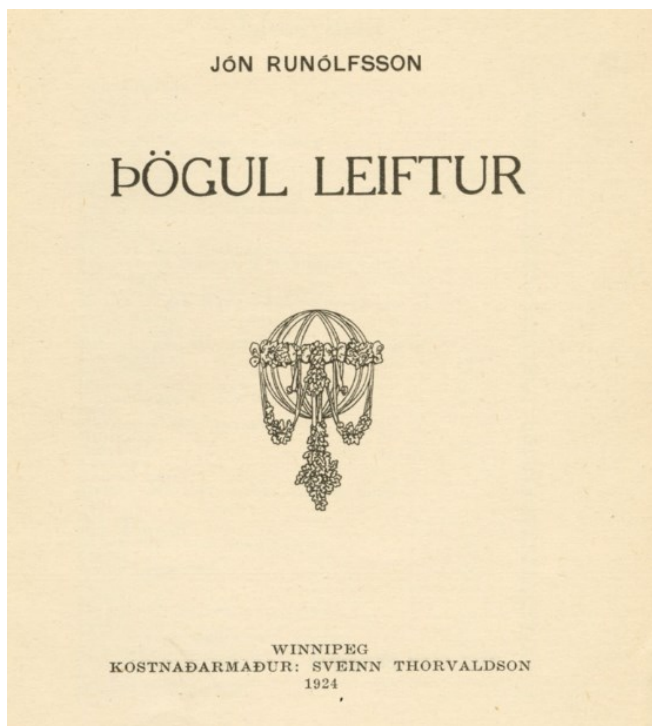 JÓN RUNÓLFSSON
ÞÖGUL LEIFTUR
WINNIPEG
KOSTNAÐARMAÐUR: SVEINN THORVALDSON
1924